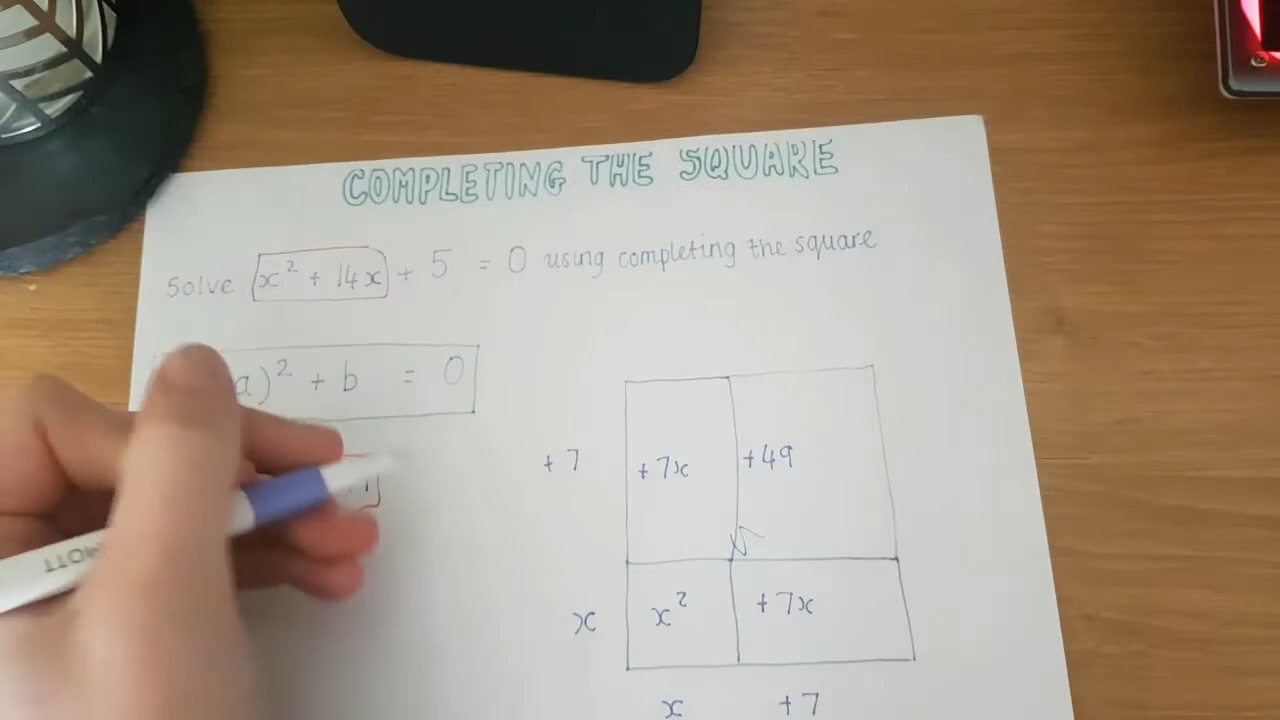 COMPLETING THE SQUARE
Solve x² + 14x + 5 = 0 using completing the square
a)² + b = 0
+7 +7x +49
x x² +7x
x +7
MOTT